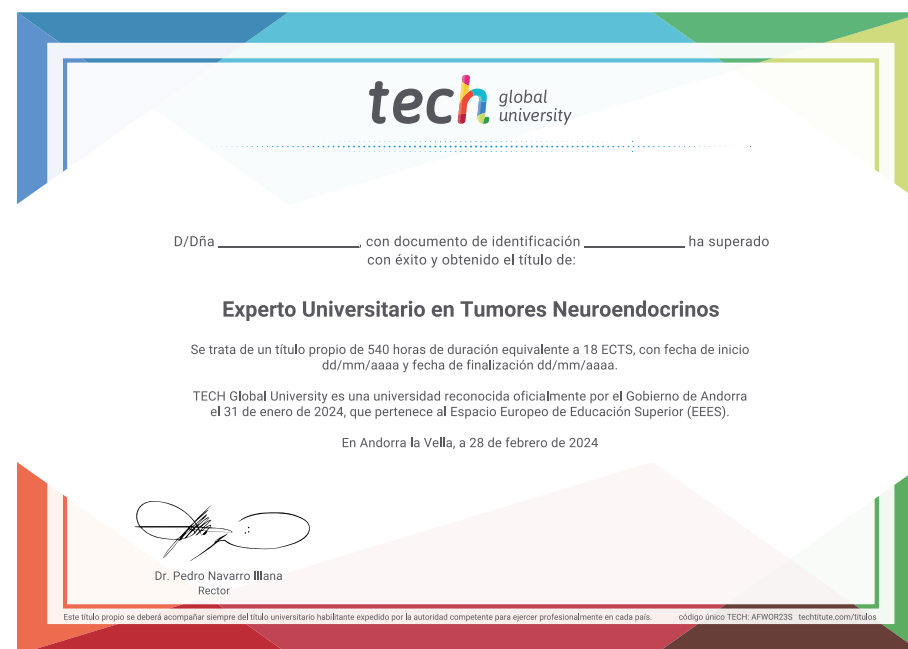 tech global
university
D/Dña ____________________, con documento de identificación ______________ ha superado
con éxito y obtenido el título de:
Experto Universitario en Tumores Neuroendocrinos
Se trata de un título propio de 540 horas de duración equivalente a 18 ECTS, con fecha de inicio
dd/mm/aaaa y fecha de finalización dd/mm/aaaa.
TECH Global University es una universidad reconocida oficialmente por el Gobierno de Andorra
el 31 de enero de 2024, que pertenece al Espacio Europeo de Educación Superior (EEES).
En Andorra la Vella, a 28 de febrero de 2024
Dr. Pedro Navarro Illana
Rector
Este título propio se deberá acompañar siempre del título universitario habilitante expedido por la autoridad competente para ejercer profesionalmente en cada país. código único TECH: AFWOR23S techtitute.com/titulos